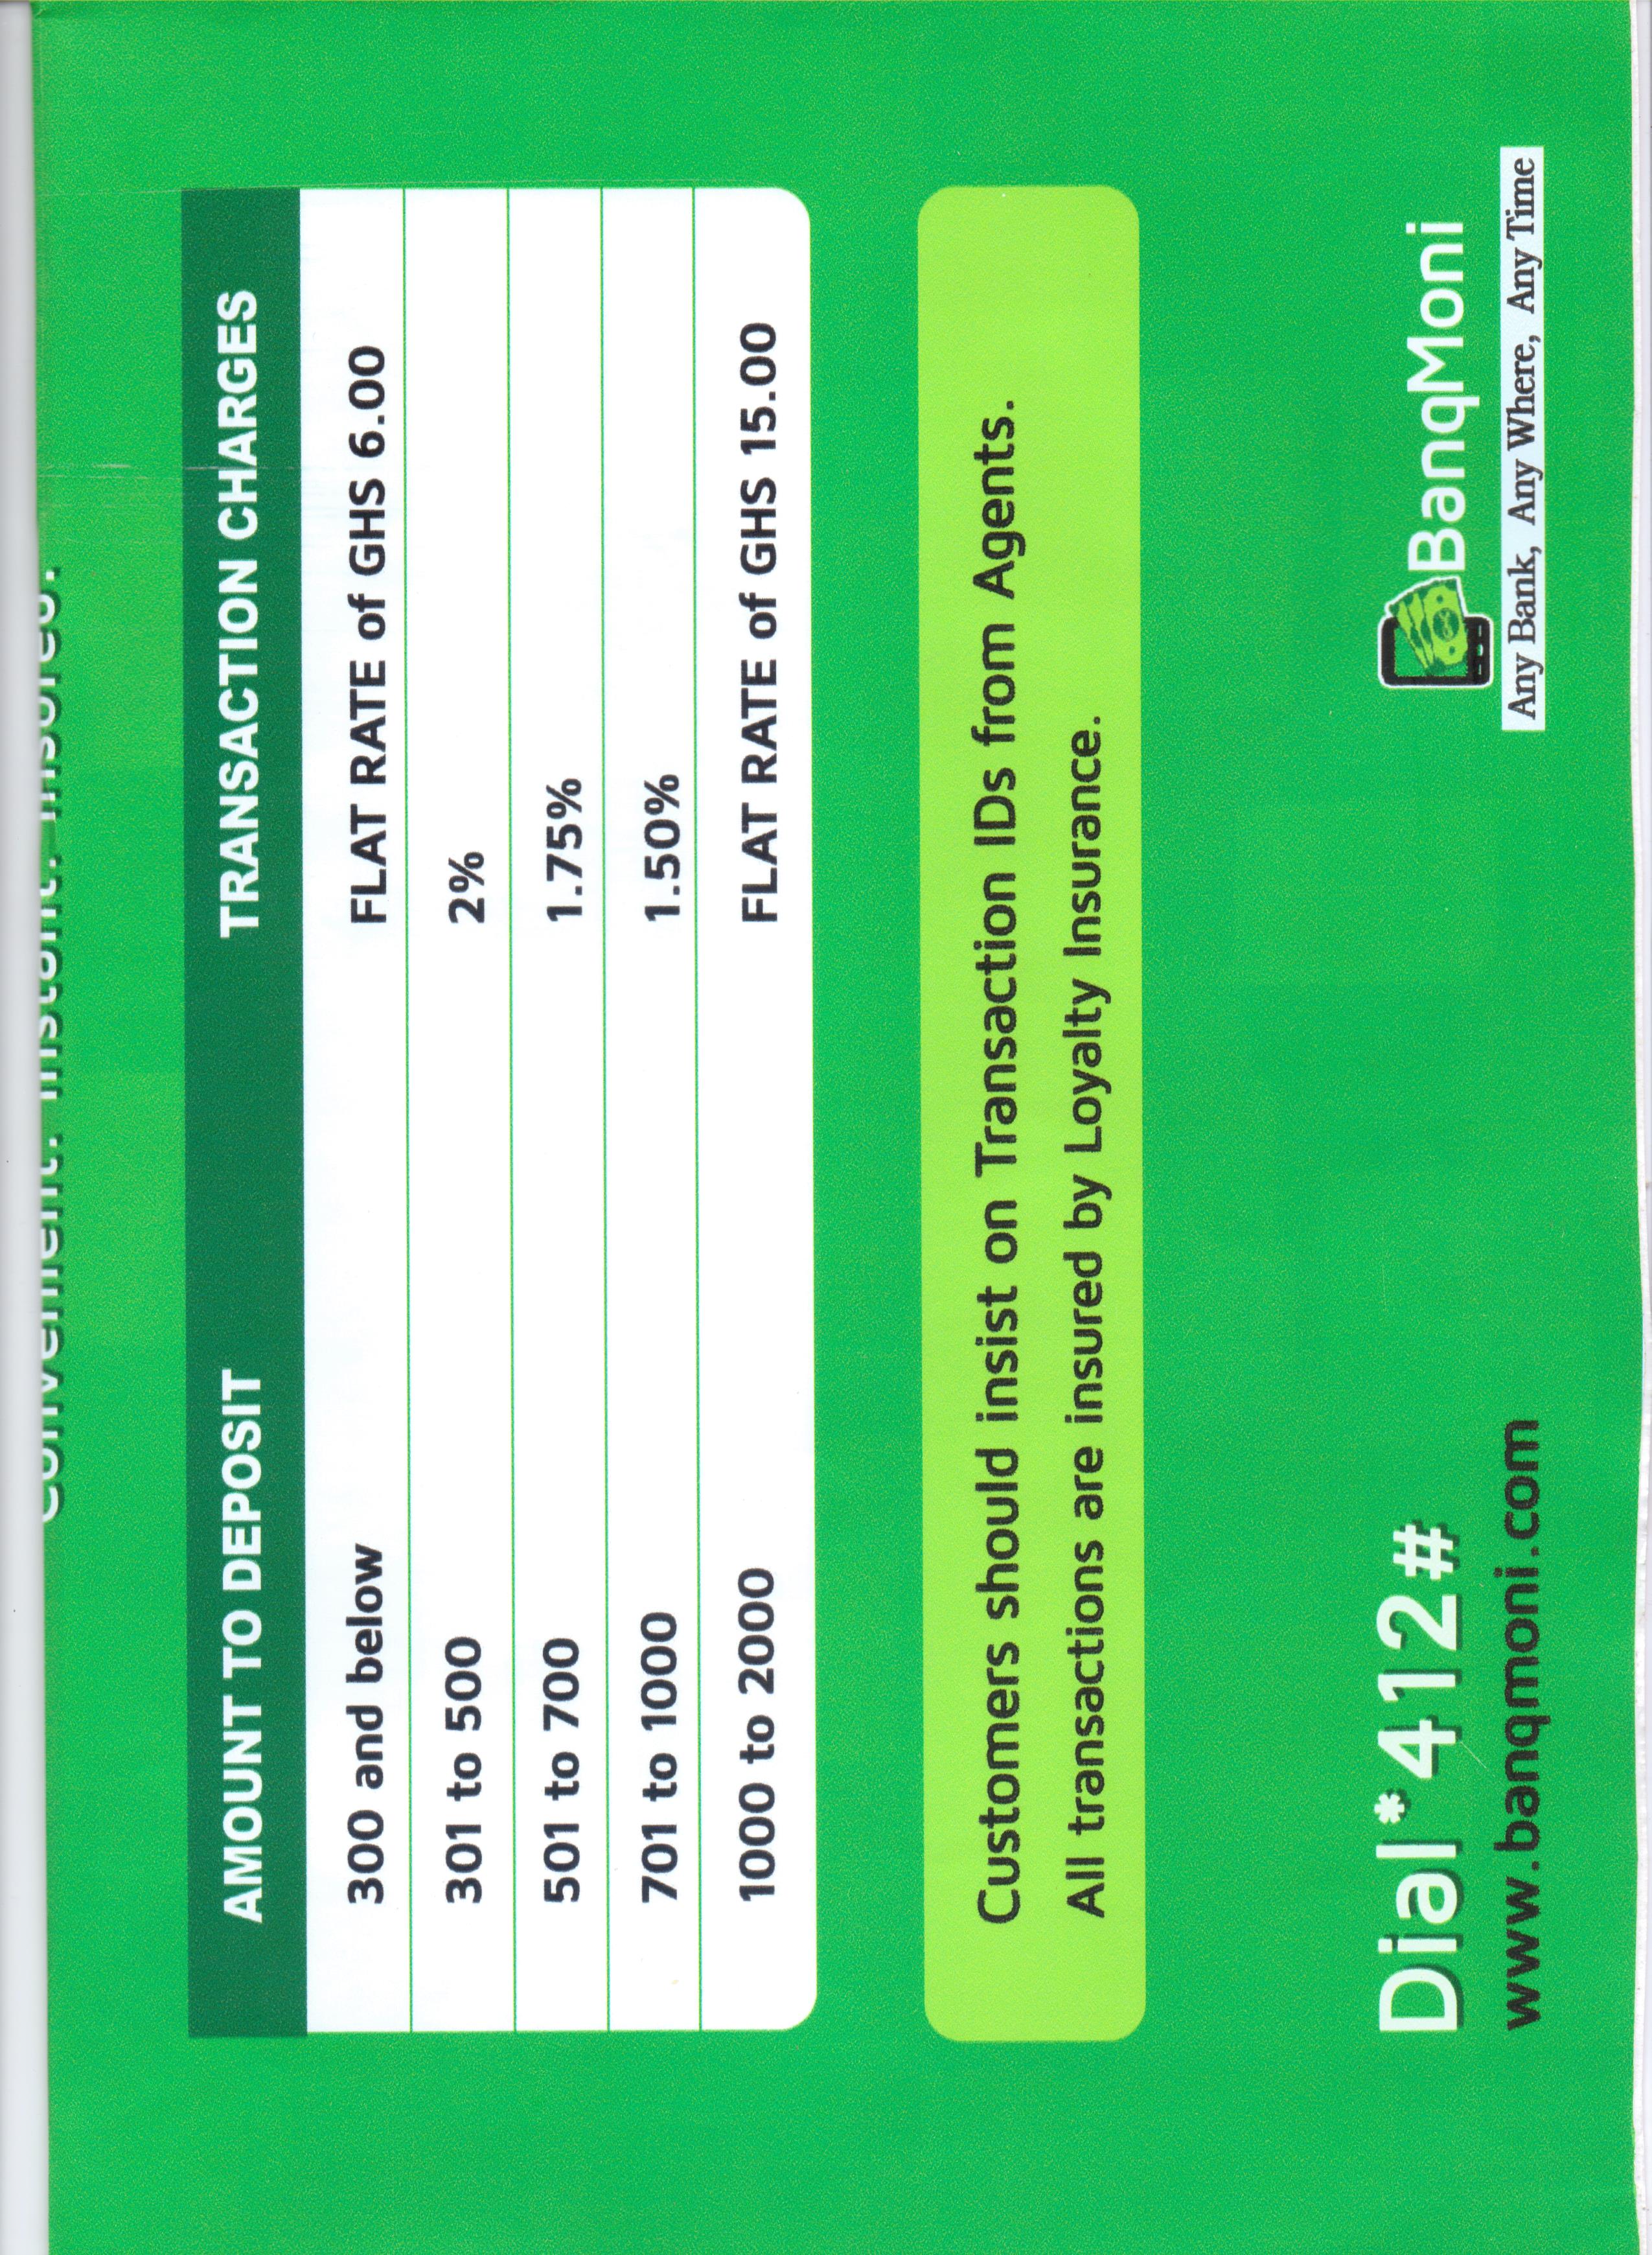 Convenient. Instant. Insured.
AMOUNT TO DEPOSIT TRANSACTION CHARGES
300 and below FLAT RATE of GHS 6.00
301 to 500 2%
501 to 700 1.75%
701 to 1000 1.50%
1000 to 2000 FLAT RATE of GHS 15.00
Customers should insist on Transaction IDs from Agents.
All transactions are insured by Loyalty Insurance.
Dial*412#
www.banqmoni.com
BanqMoni
Any Bank, Any Where, Any Time